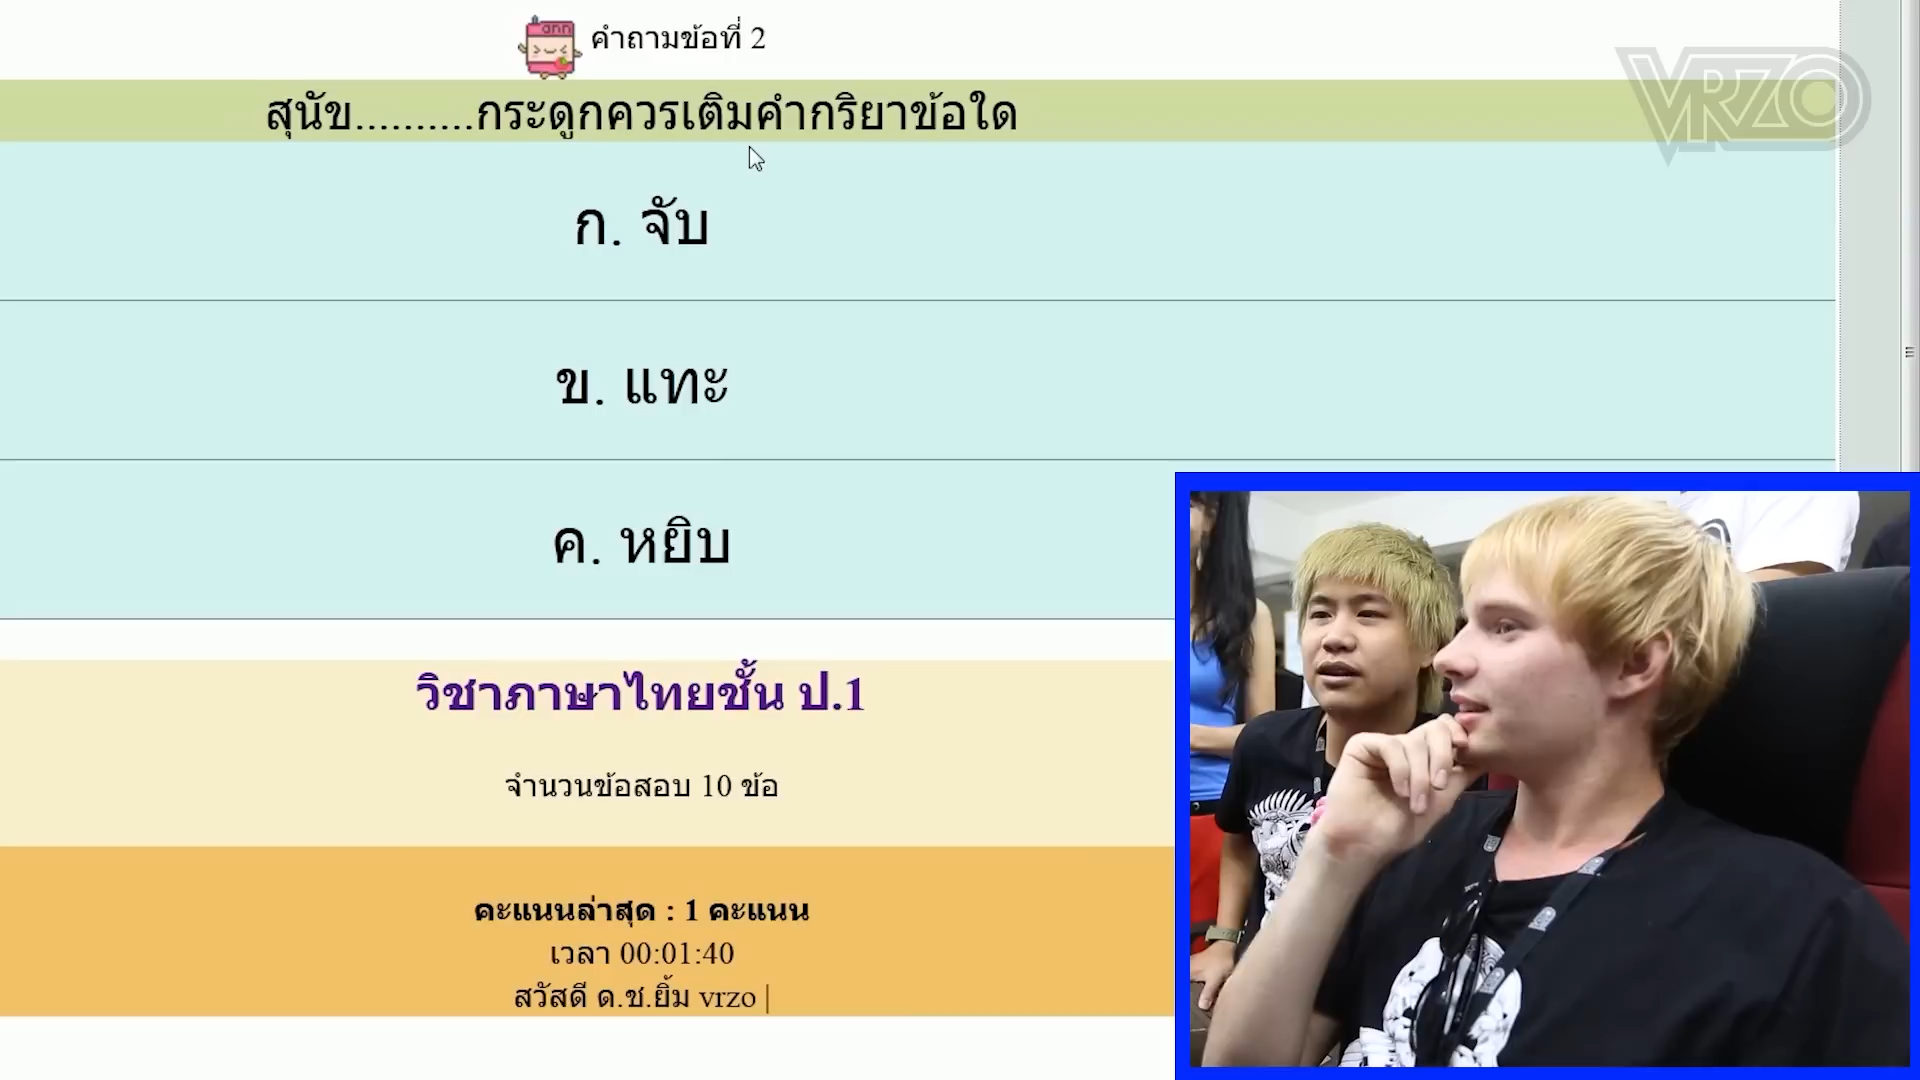 ann
คำถามข้อที่ 2
VRZO
สุนัข..........กระดูกควรเติมคำกริยาข้อใด
ก. จับ
ข. แทะ
ค. หยิบ
วิชาภาษาไทยชั้น ป.1
จำนวนข้อสอบ 10 ข้อ
คะแนนล่าสุด : 1 คะแนน
เวลา 00:01:40
สวัสดี ด.ช.ยิ้ม vrzo |